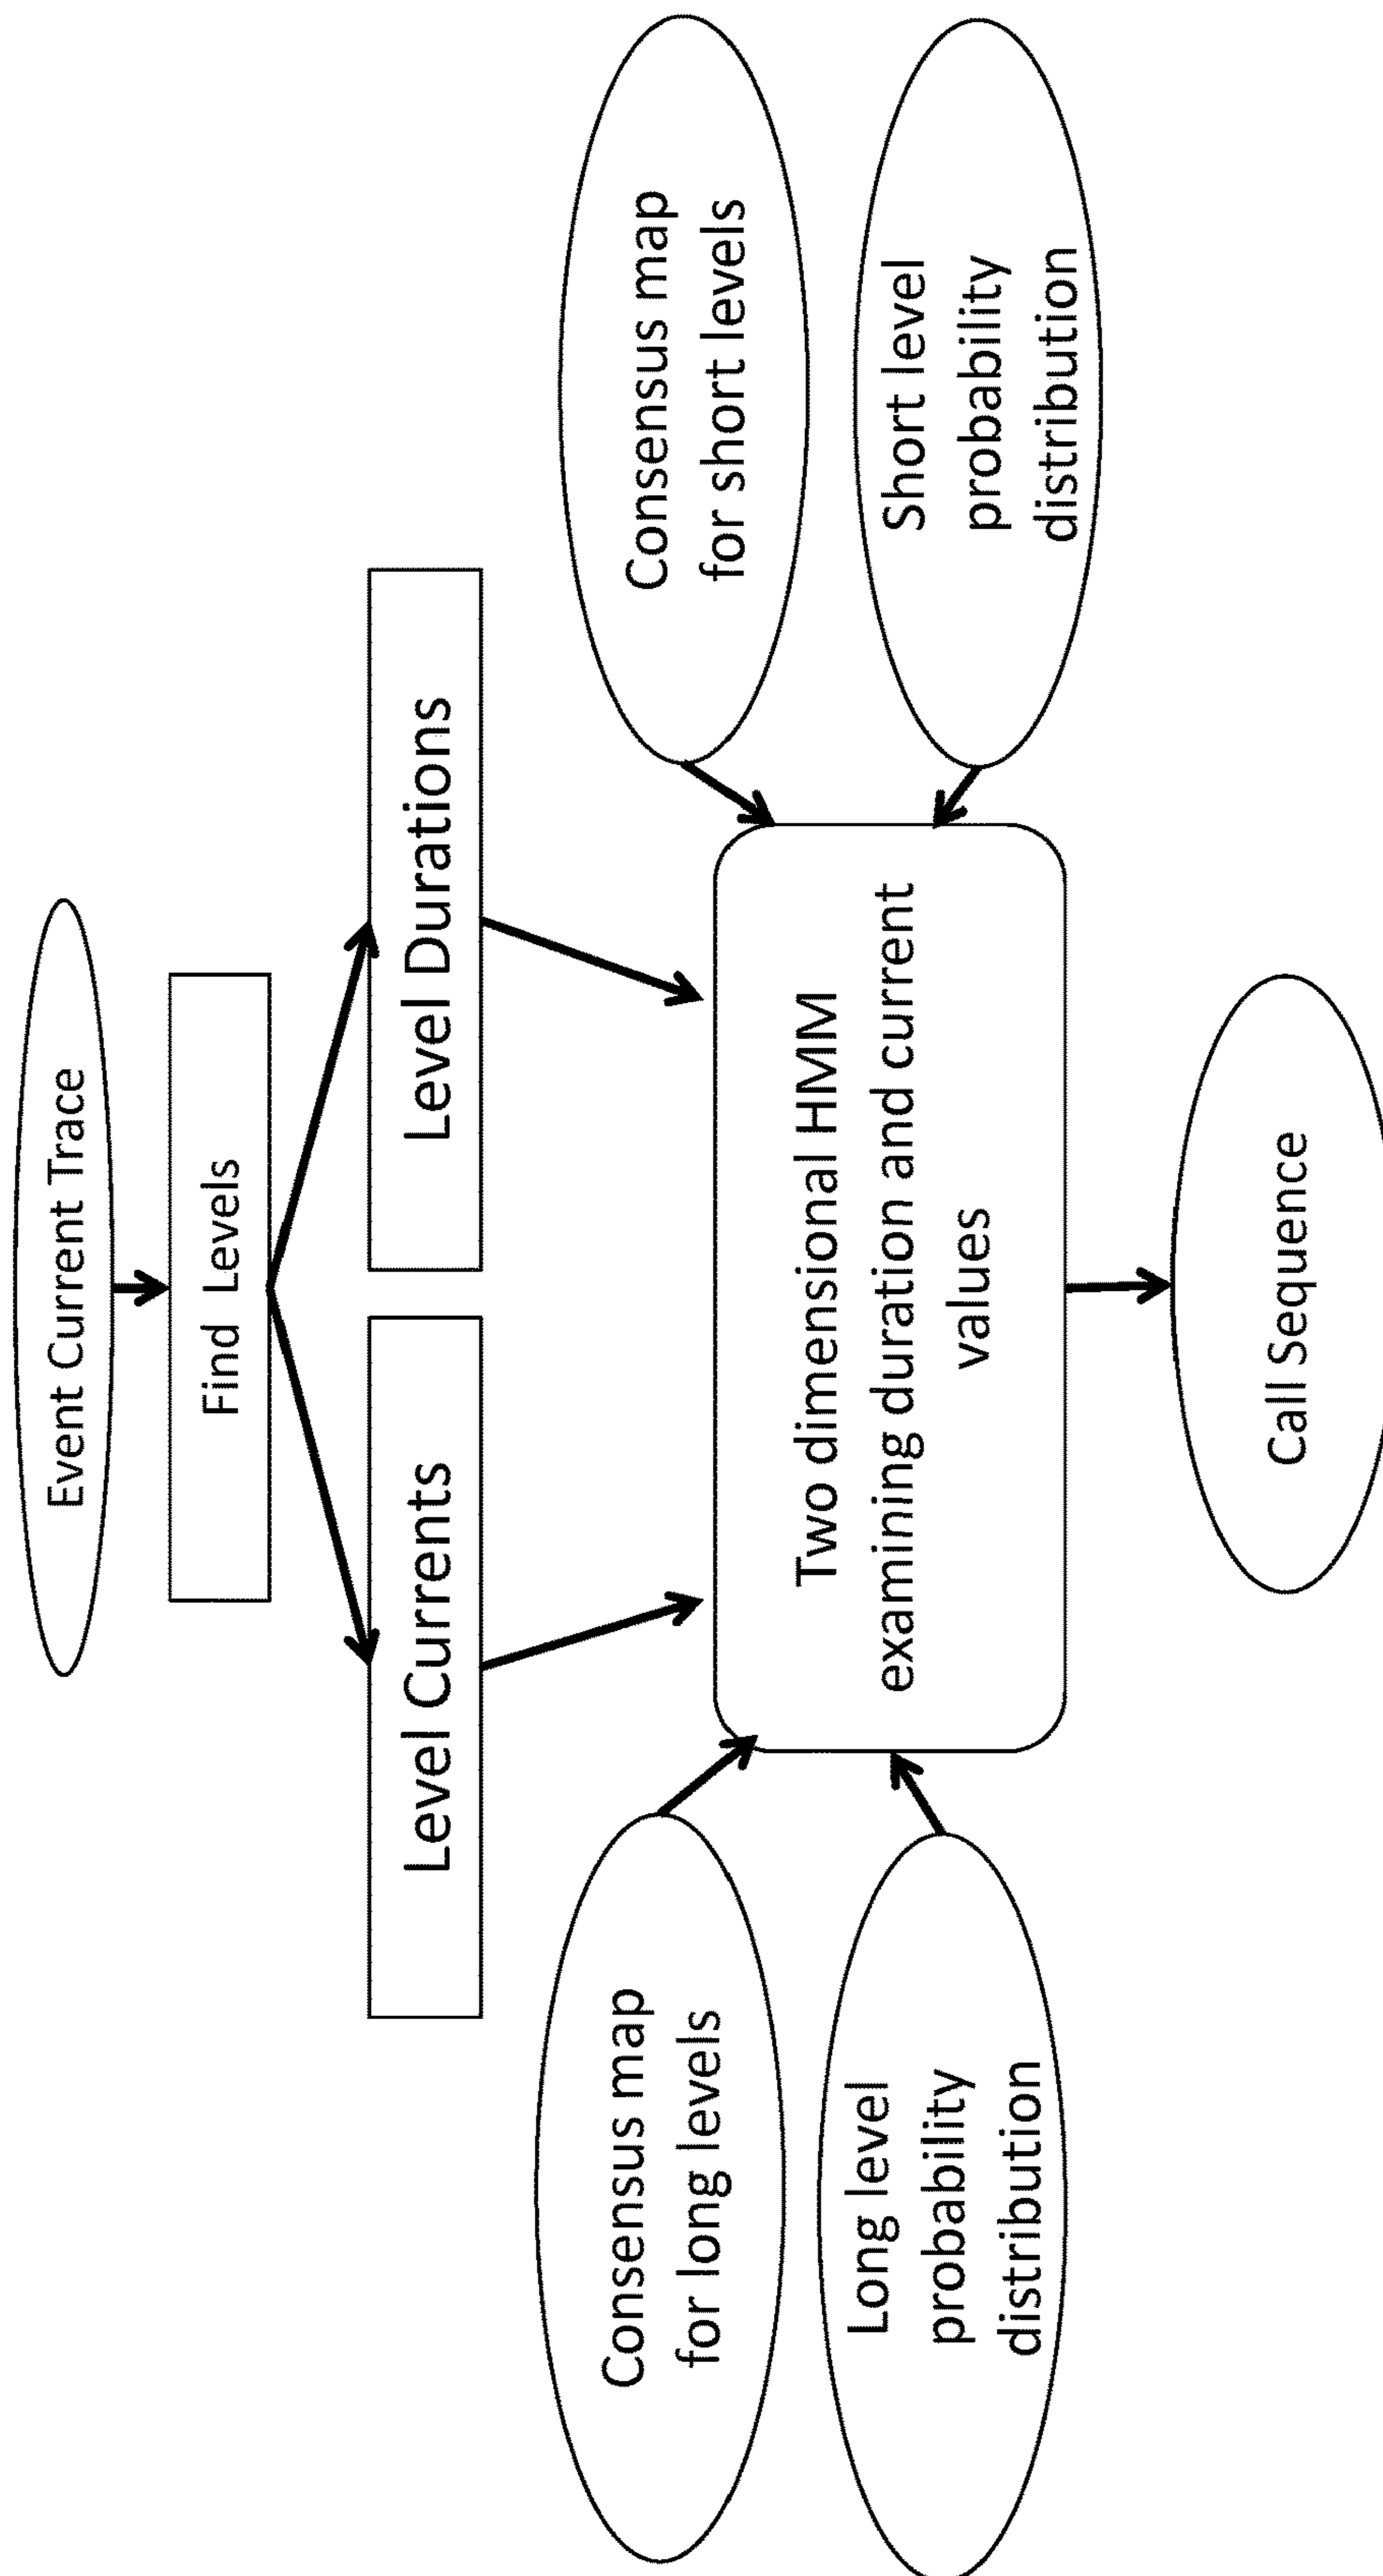 Event Current Trace
Find Levels
Level Currents
Level Durations
Consensus map
for long levels
Long level
probability
distribution
Two dimensional HMM
examining duration and current
values
Consensus map
for short levels
Short level
probability
distribution
Call Sequence